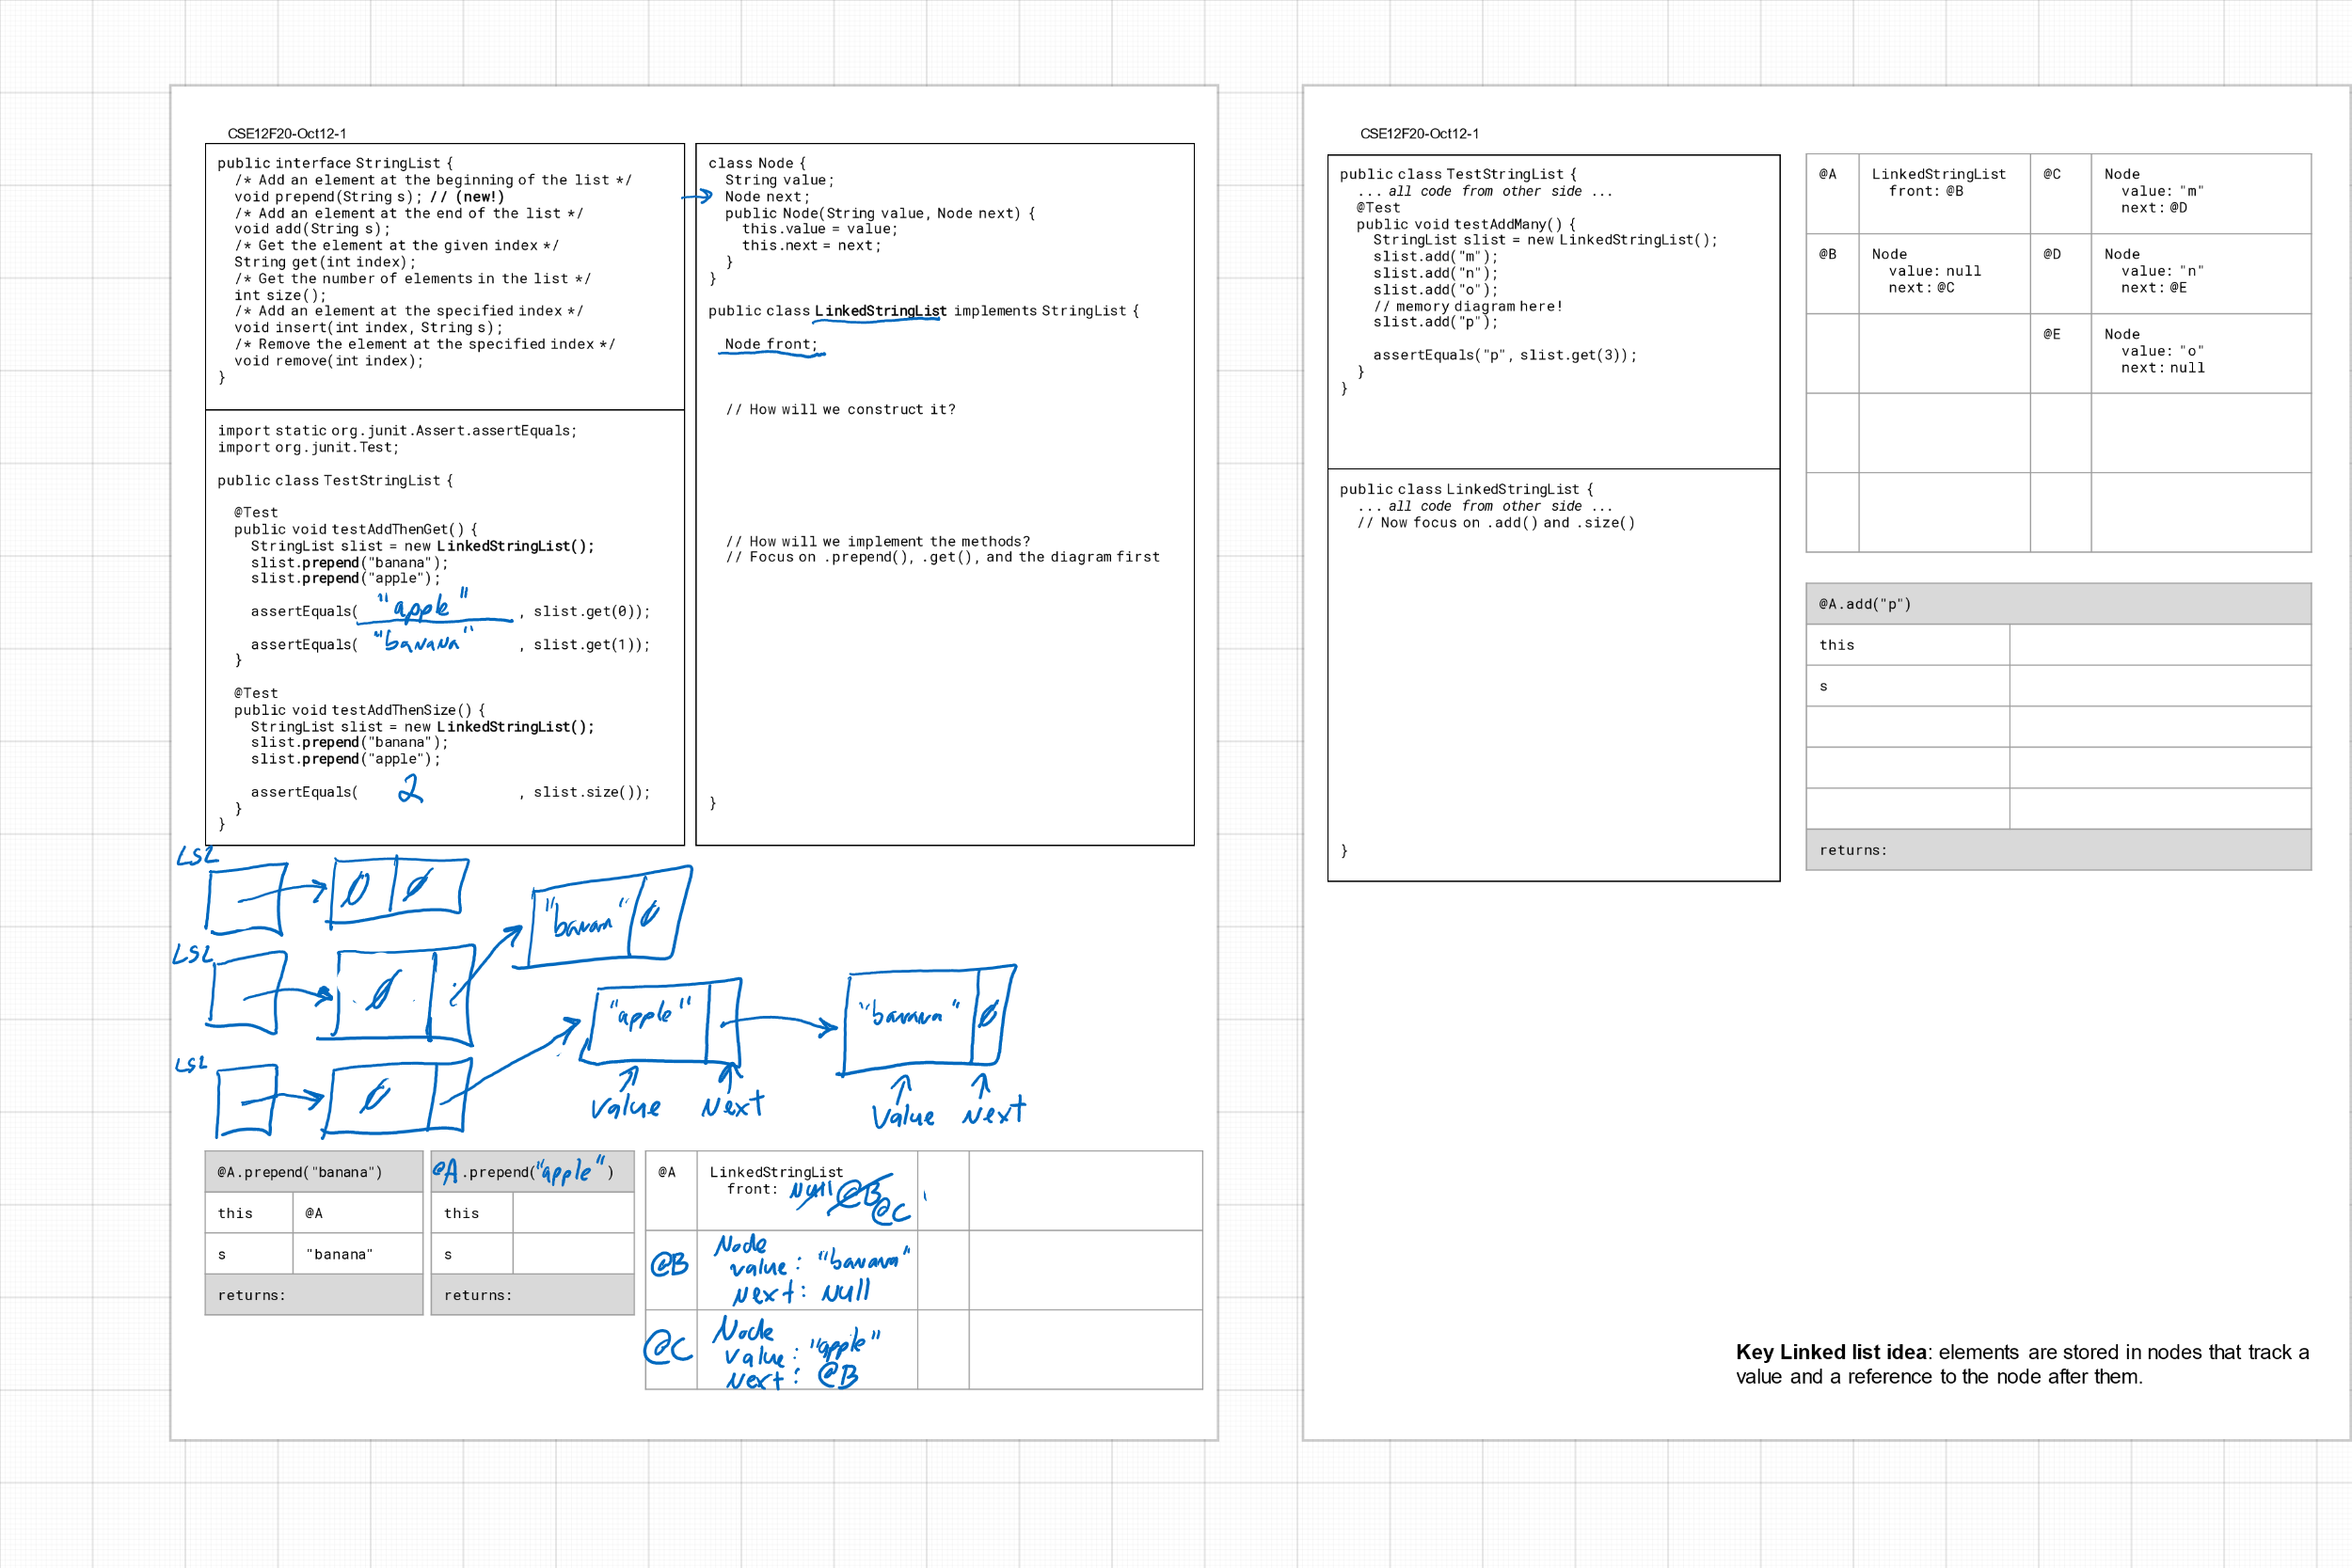 CSE12F20-Oct12-1
public interface StringList {
/* Add an element at the beginning of the list */
void prepend(String s); // (new!)
/* Add an element at the end of the list */
void add(String s);
/* Get the element at the given index */
String get(int index);
/* Get the number of elements in the list */
int size();
/* Add an element at the specified index */
void insert(int index, String s);
/* Remove the element at the specified index */
void remove(int index);
}
import static org.junit.Assert.assertEquals;
import org.junit.Test;
public class TestStringList {
@Test
public void testAddThenGet() {
StringList slist = new LinkedStringList();
slist.prepend("banana");
slist.prepend("apple");
assertEquals( "apple" , slist.get(0));
assertEquals( "banana" , slist.get(1));
}
@Test
public void testAddThenSize() {
StringList slist = new LinkedStringList();
slist.prepend("banana");
slist.prepend("apple");
assertEquals( 2 , slist.size());
}
}
class Node {
String value;
Node next;
public Node(String value, Node next) {
this.value = value;
this.next = next;
}
}
public class LinkedStringList implements StringList {
Node front;
// How will we construct it?
// How will we implement the methods?
// Focus on .prepend(), .get(), and the diagram first
}
LSL
"banana"
LSL
"apple" "banana"
LSL
Value Next Value Next
@A.prepend("banana")
this @A
s "banana"
returns:
@A.prepend("apple")
this
s
returns:
@A LinkedStringList
front: Null @B @C
@B Node
value: "banana"
Next: Null
@C Node
Value: "apple"
Next: @B
CSE12F20-Oct12-1
public class TestStringList {
... all code from other side ...
@Test
public void testAddMany() {
StringList slist = new LinkedStringList();
slist.add("m");
slist.add("n");
slist.add("o");
// memory diagram here!
slist.add("p");
assertEquals("p", slist.get(3));
}
}
public class LinkedStringList {
... all code from other side ...
// Now focus on .add() and .size()
}
@A LinkedStringList
front: @B
@C Node
value: "m"
next: @D
@B Node
value: null
next: @C
@D Node
value: "n"
next: @E
@E Node
value: "o"
next: null
@A.add("p")
this
s
returns:
Key Linked list idea: elements are stored in nodes that track a
value and a reference to the node after them.